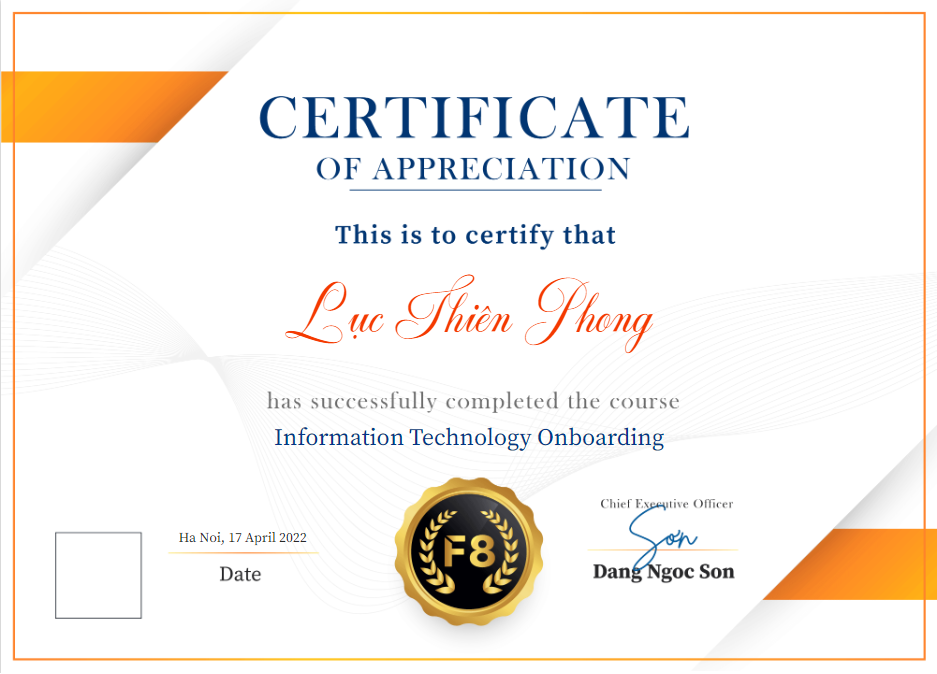 CERTIFICATE
OF APPRECIATION
This is to certify that
Lục Thiên Phong
has successfully completed the course
Information Technology Onboarding
Ha Noi, 17 April 2022
Date
F8
Chief Executive Officer
Sơn
Dang Ngoc Son